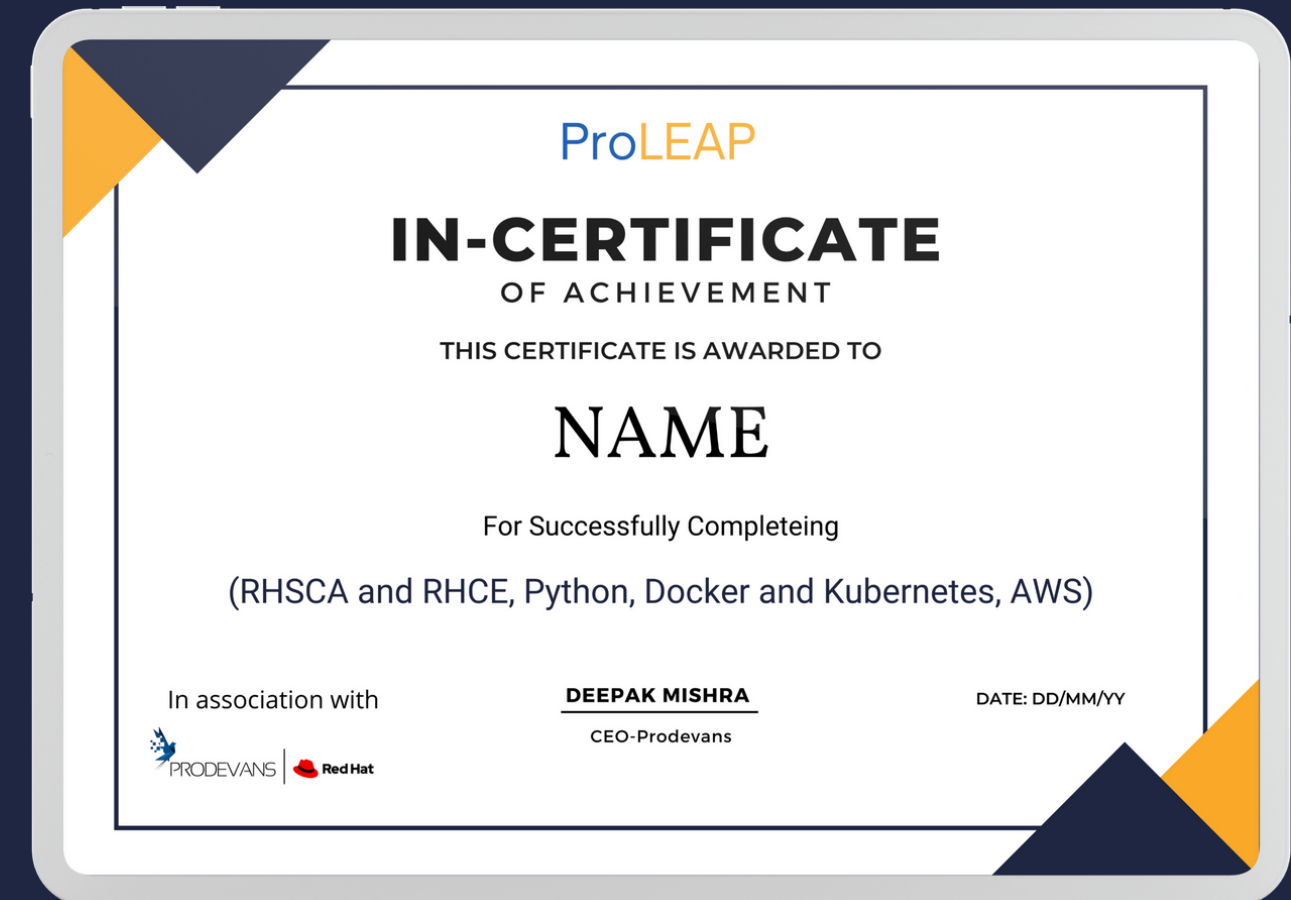 ProLEAP
IN-CERTIFICATE
OF ACHIEVEMENT
THIS CERTIFICATE IS AWARDED TO
NAME
For Successfully Completeing
(RHSCA and RHCE, Python, Docker and Kubernetes, AWS)
In association with
PRODEVANS
Red Hat
DEEPAK MISHRA
CEO-Prodevans
DATE: DD/MM/YY